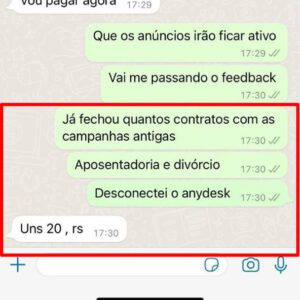 Vou pagar agora 17:29
Que os anúncios irão ficar ativo
17:29
Vai me passando o feedback
17:30
Já fechou quantos contratos com as
campanhas antigas 17:30
Aposentadoria e divórcio 17:30
Desconectei o anydesk 17:30
Uns 20 , rs 17:30